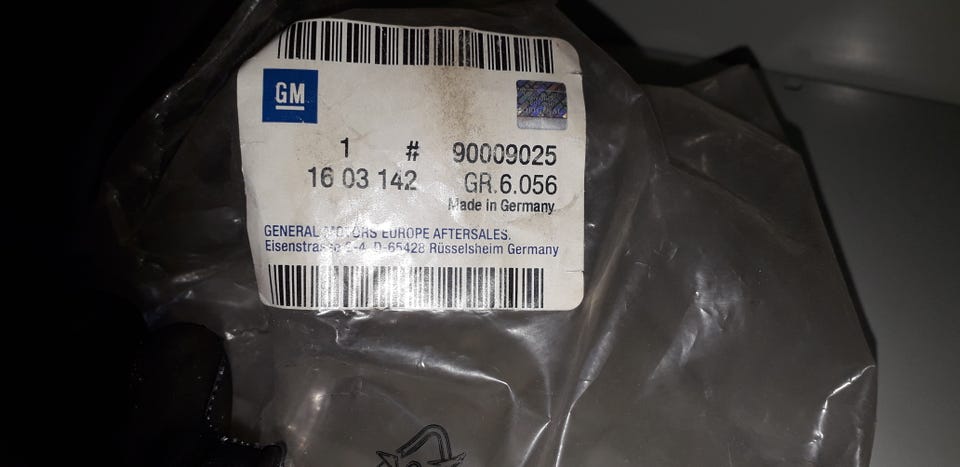 GM
1 # 90009025
16 03 142 GR.6.056
Made in Germany
GENERAL MOTORS EUROPE AFTERSALES.
Eisenstrasse 2-4, D-65428 Rüsselsheim Germany